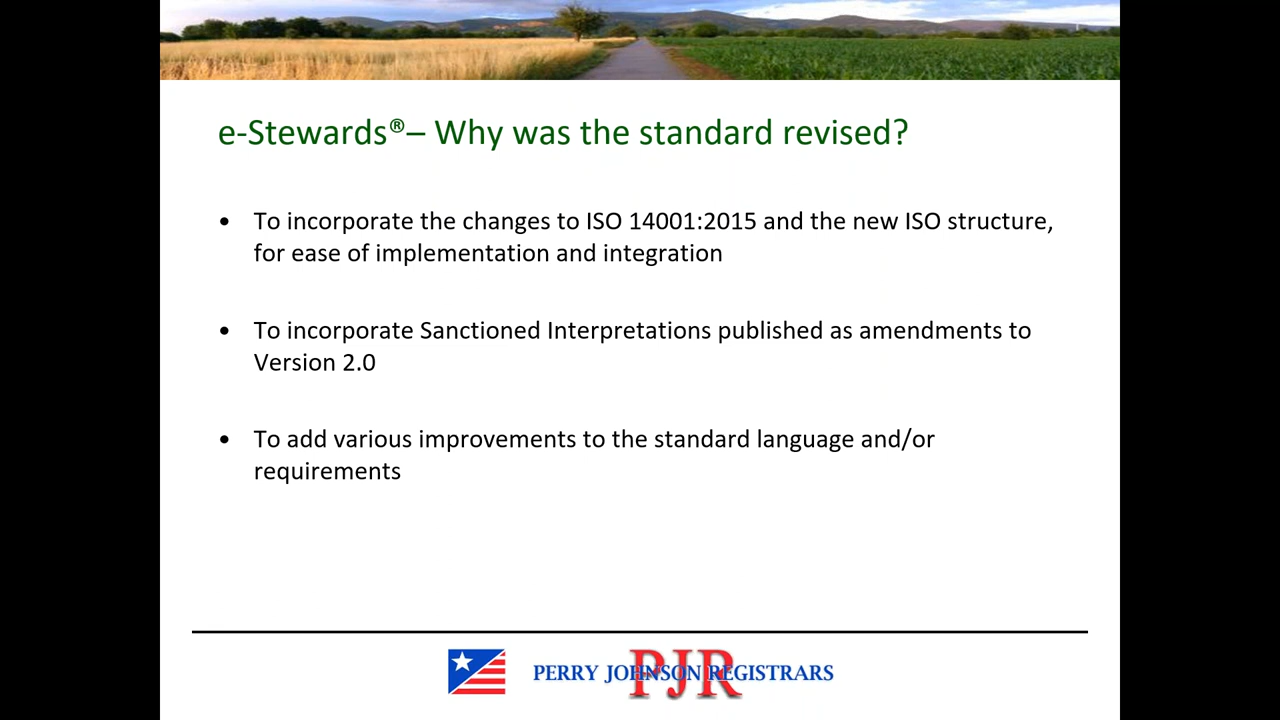 e-Stewards®– Why was the standard revised?
• To incorporate the changes to ISO 14001:2015 and the new ISO structure,
for ease of implementation and integration
• To incorporate Sanctioned Interpretations published as amendments to
Version 2.0
• To add various improvements to the standard language and/or
requirements
PJR
PERRY JOHNSON REGISTRARS